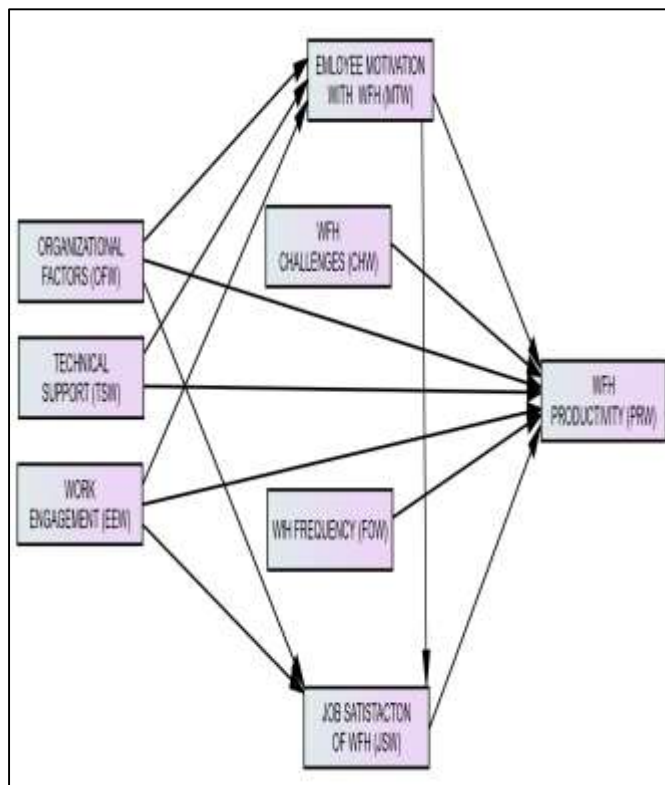 EMLOYEE MOTIVATION
WITH WFH (MTW)
WFH
CHALLENGES (CHW)
ORGANIZATIONAL
FACTORS (OFW)
TECHNICAL
SUPPORT (TSW)
WFH
PRODUCTIVITY (PRW)
WORK
ENGAGEMENT (EEW)
WfH FREQUENCY (FOW)
JOB SATISTACTON
OF WFH (JSW)